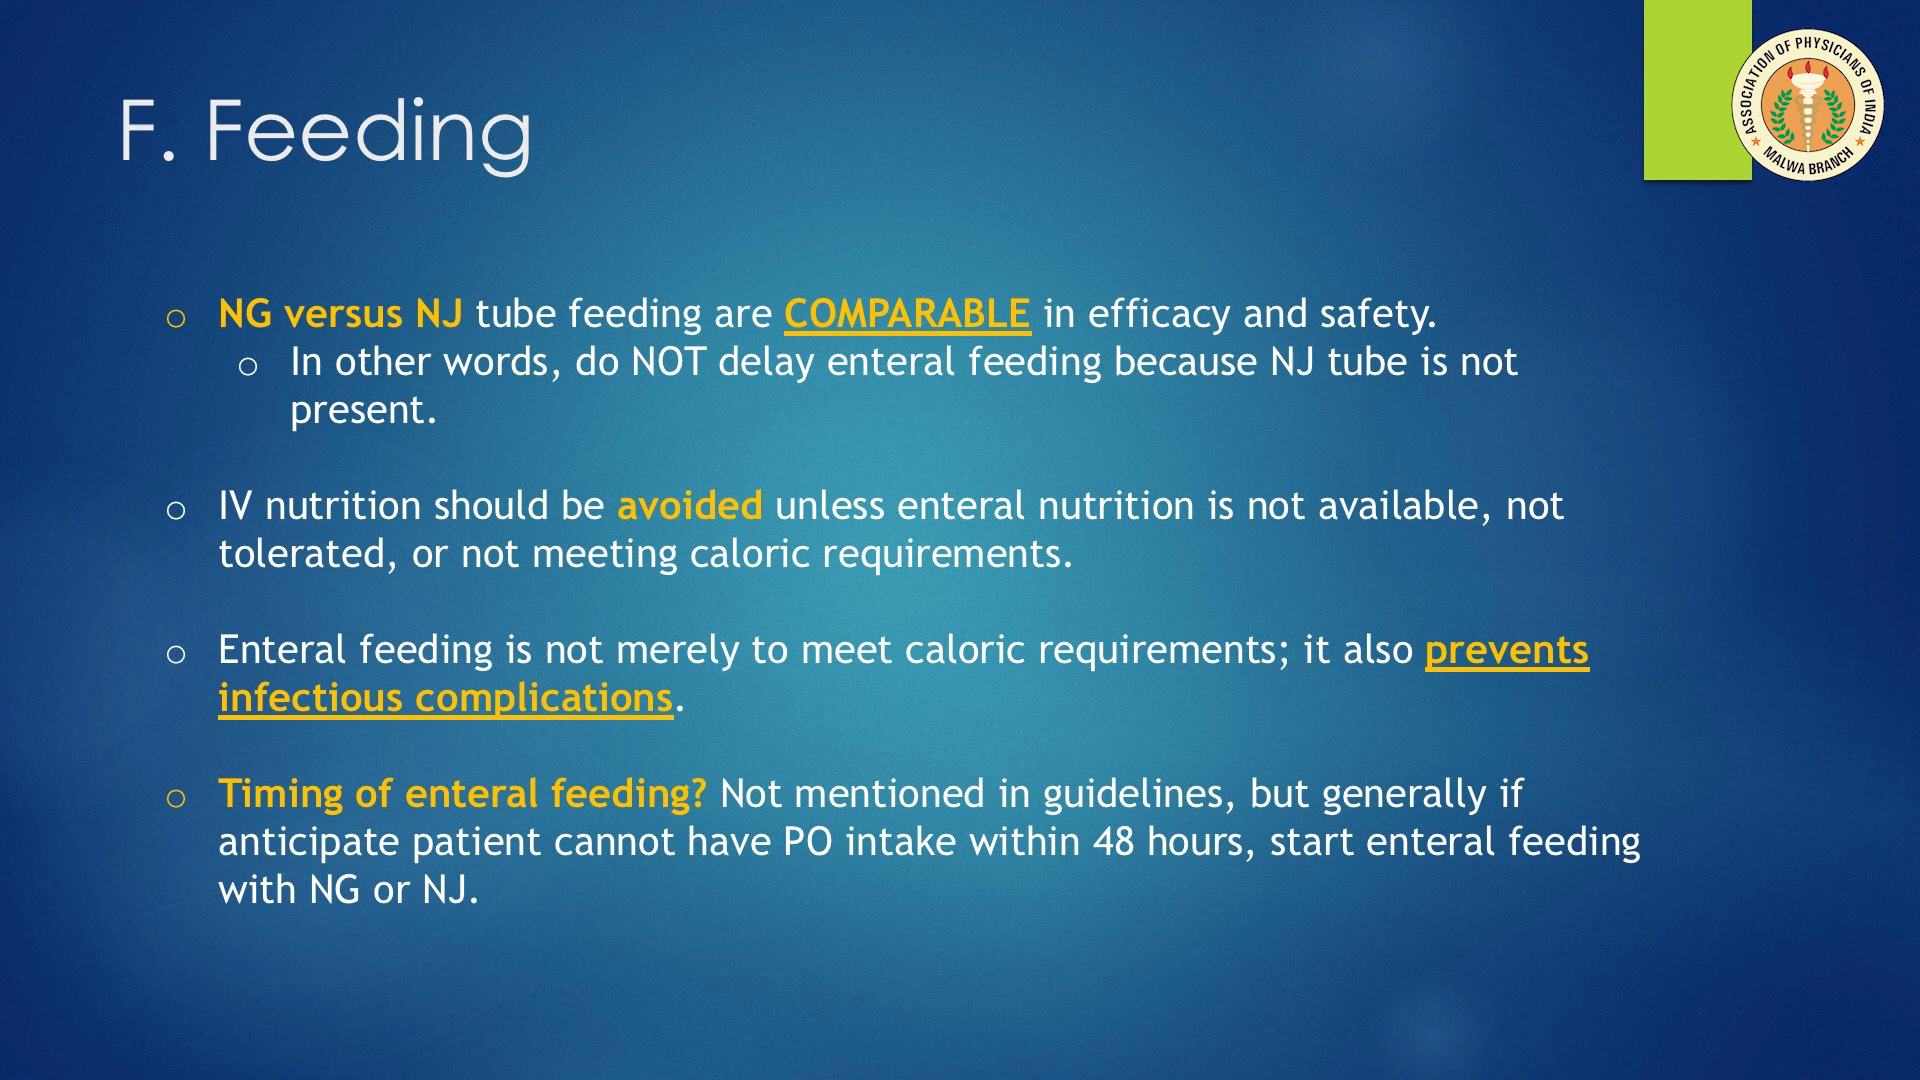 F. Feeding
ASSOCIATION OF PHYSICIANS OF INDIA
MALWA BRANCH
NG versus NJ tube feeding are COMPARABLE in efficacy and safety.
In other words, do NOT delay enteral feeding because NJ tube is not
present.
IV nutrition should be avoided unless enteral nutrition is not available, not
tolerated, or not meeting caloric requirements.
Enteral feeding is not merely to meet caloric requirements; it also prevents
infectious complications.
Timing of enteral feeding? Not mentioned in guidelines, but generally if
anticipate patient cannot have PO intake within 48 hours, start enteral feeding
with NG or NJ.